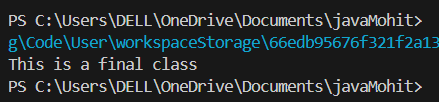 PS C:\Users\DELL\OneDrive\Documents\javaMohit>
g\Code\User\workspaceStorage\66edb95676f321f2a13
This is a final class
PS C:\Users\DELL\OneDrive\Documents\javaMohit>